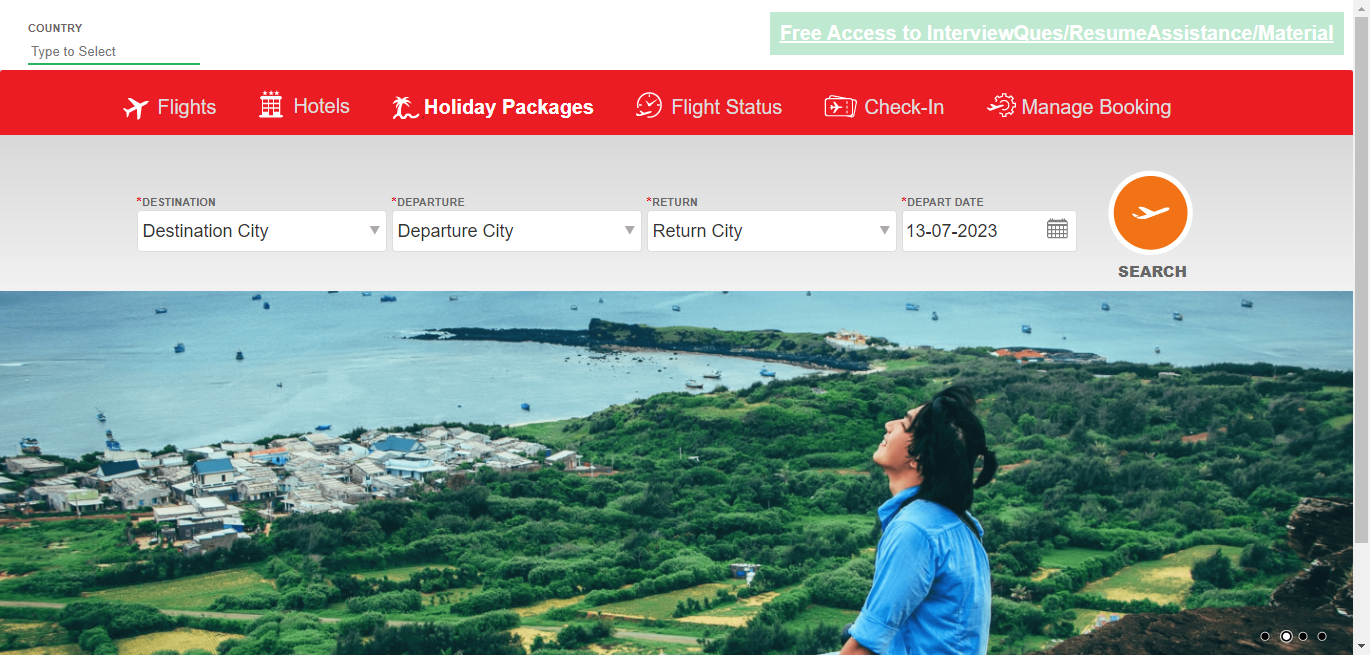 COUNTRY
Type to Select
Free Access to InterviewQues/ResumeAssistance/Material
Flights Hotels Holiday Packages Flight Status Check-In Manage Booking
*DESTINATION *DEPARTURE *RETURN *DEPART DATE
Destination City Departure City Return City 13-07-2023
SEARCH